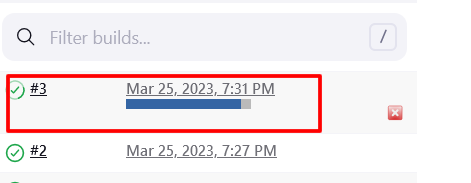 Filter builds...
/
#3 Mar 25, 2023, 7:31 PM
#2 Mar 25, 2023, 7:27 PM